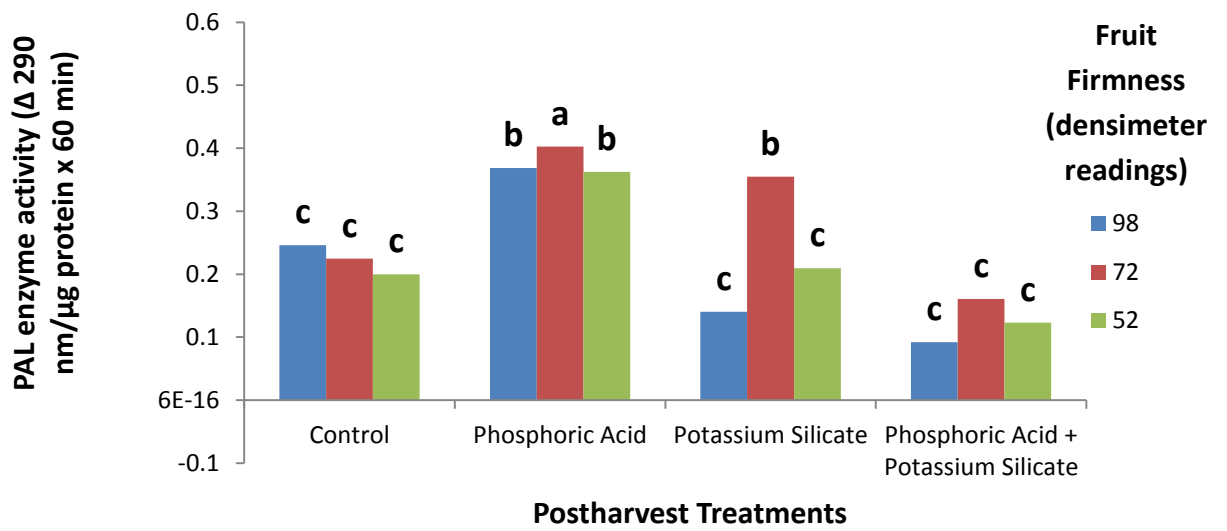 PAL enzyme activity (Δ 290
nm/µg protein x 60 min)
0.6
0.5
0.4
0.3
0.2
0.1
6E-16
-0.1
c
c
c
b
a
b
c
b
c
c
c
c
Control
Phosphoric Acid
Potassium Silicate
Phosphoric Acid +
Potassium Silicate
Postharvest Treatments
Fruit
Firmness
(densimeter
readings)
98
72
52